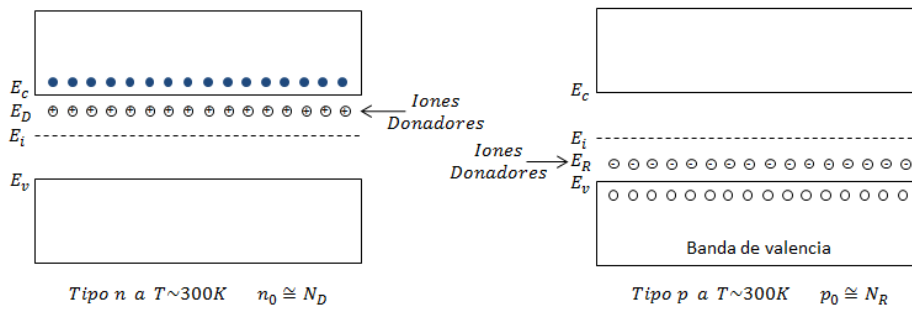 E_c
E_D
E_i
E_v
Iones
Donadores
Tipo n a T~300K n_0 ≅ N_D
E_c
E_i
E_R
E_v
Iones
Donadores
Banda de valencia
Tipo p a T~300K p_0 ≅ N_R